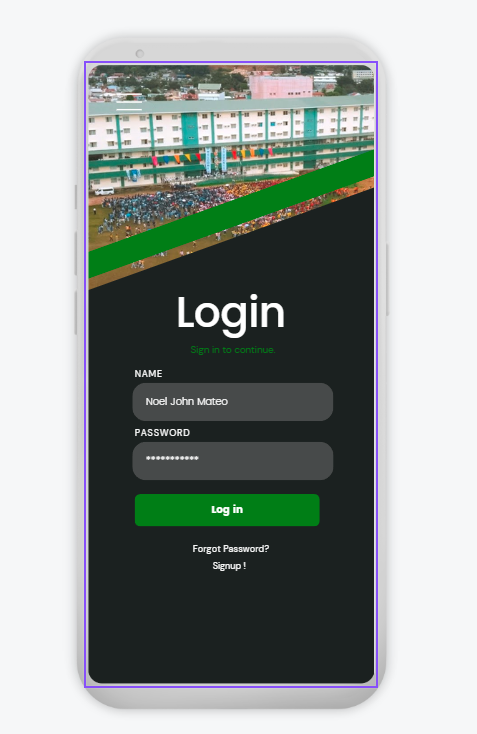 Login
Sign in to continue.
NAME
Noel John Mateo
PASSWORD
***********
Log in
Forgot Password?
Signup !